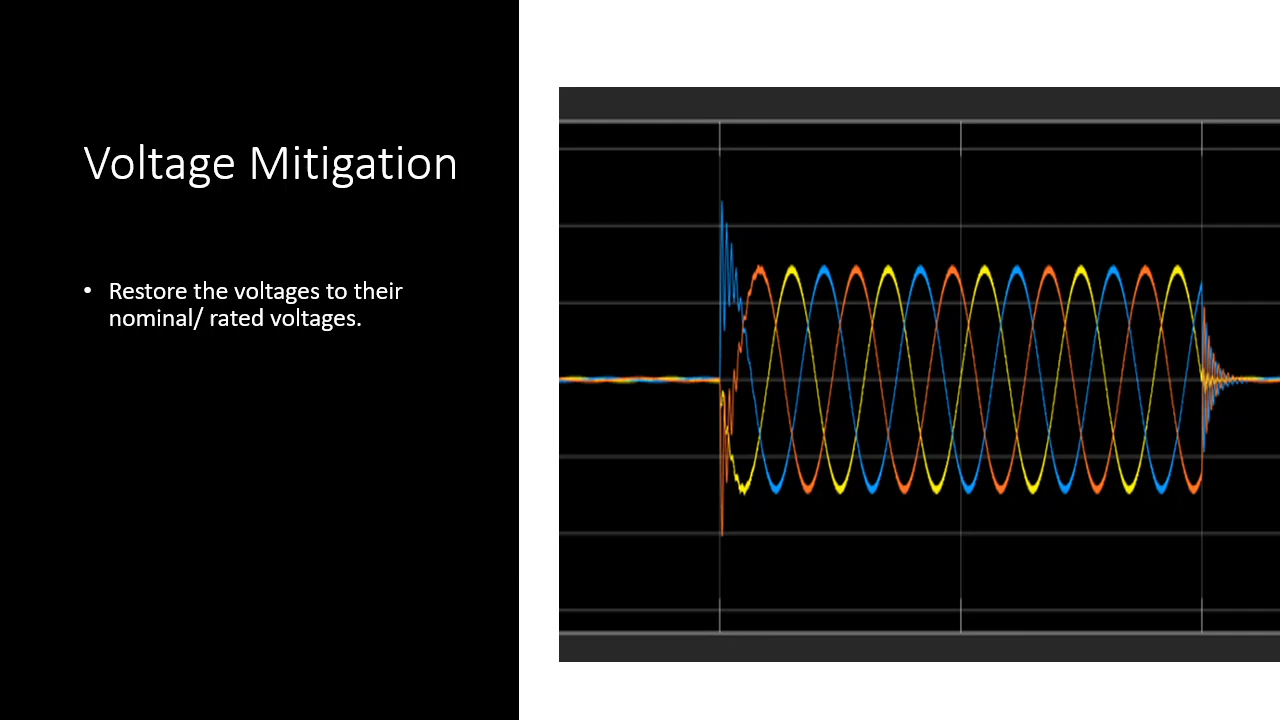 Voltage Mitigation
• Restore the voltages to their
nominal/ rated voltages.